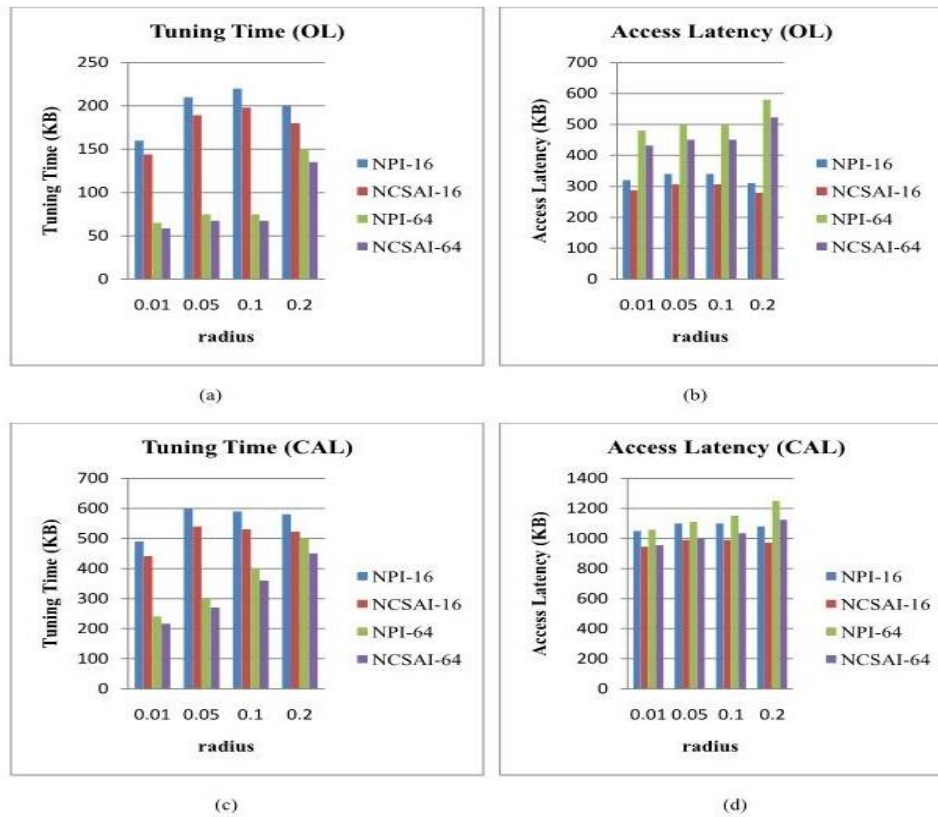 Tuning Time (OL)
Tuning Time (KB)
250
200
150
100
50
0
0.01 0.05 0.1 0.2
radius
NPI-16
NCSAI-16
NPI-64
NCSAI-64
(a)
Access Latency (OL)
Access Latency (KB)
700
600
500
400
300
200
100
0
0.01 0.05 0.1 0.2
radius
NPI-16
NCSAI-16
NPI-64
NCSAI-64
(b)
Tuning Time (CAL)
Tuning Time (KB)
700
600
500
400
300
200
100
0
0.01 0.05 0.1 0.2
radius
NPI-16
NCSAI-16
NPI-64
NCSAI-64
(c)
Access Latency (CAL)
Access Latency (KB)
1400
1200
1000
800
600
400
200
0
0.01 0.05 0.1 0.2
radius
NPI-16
NCSAI-16
NPI-64
NCSAI-64
(d)